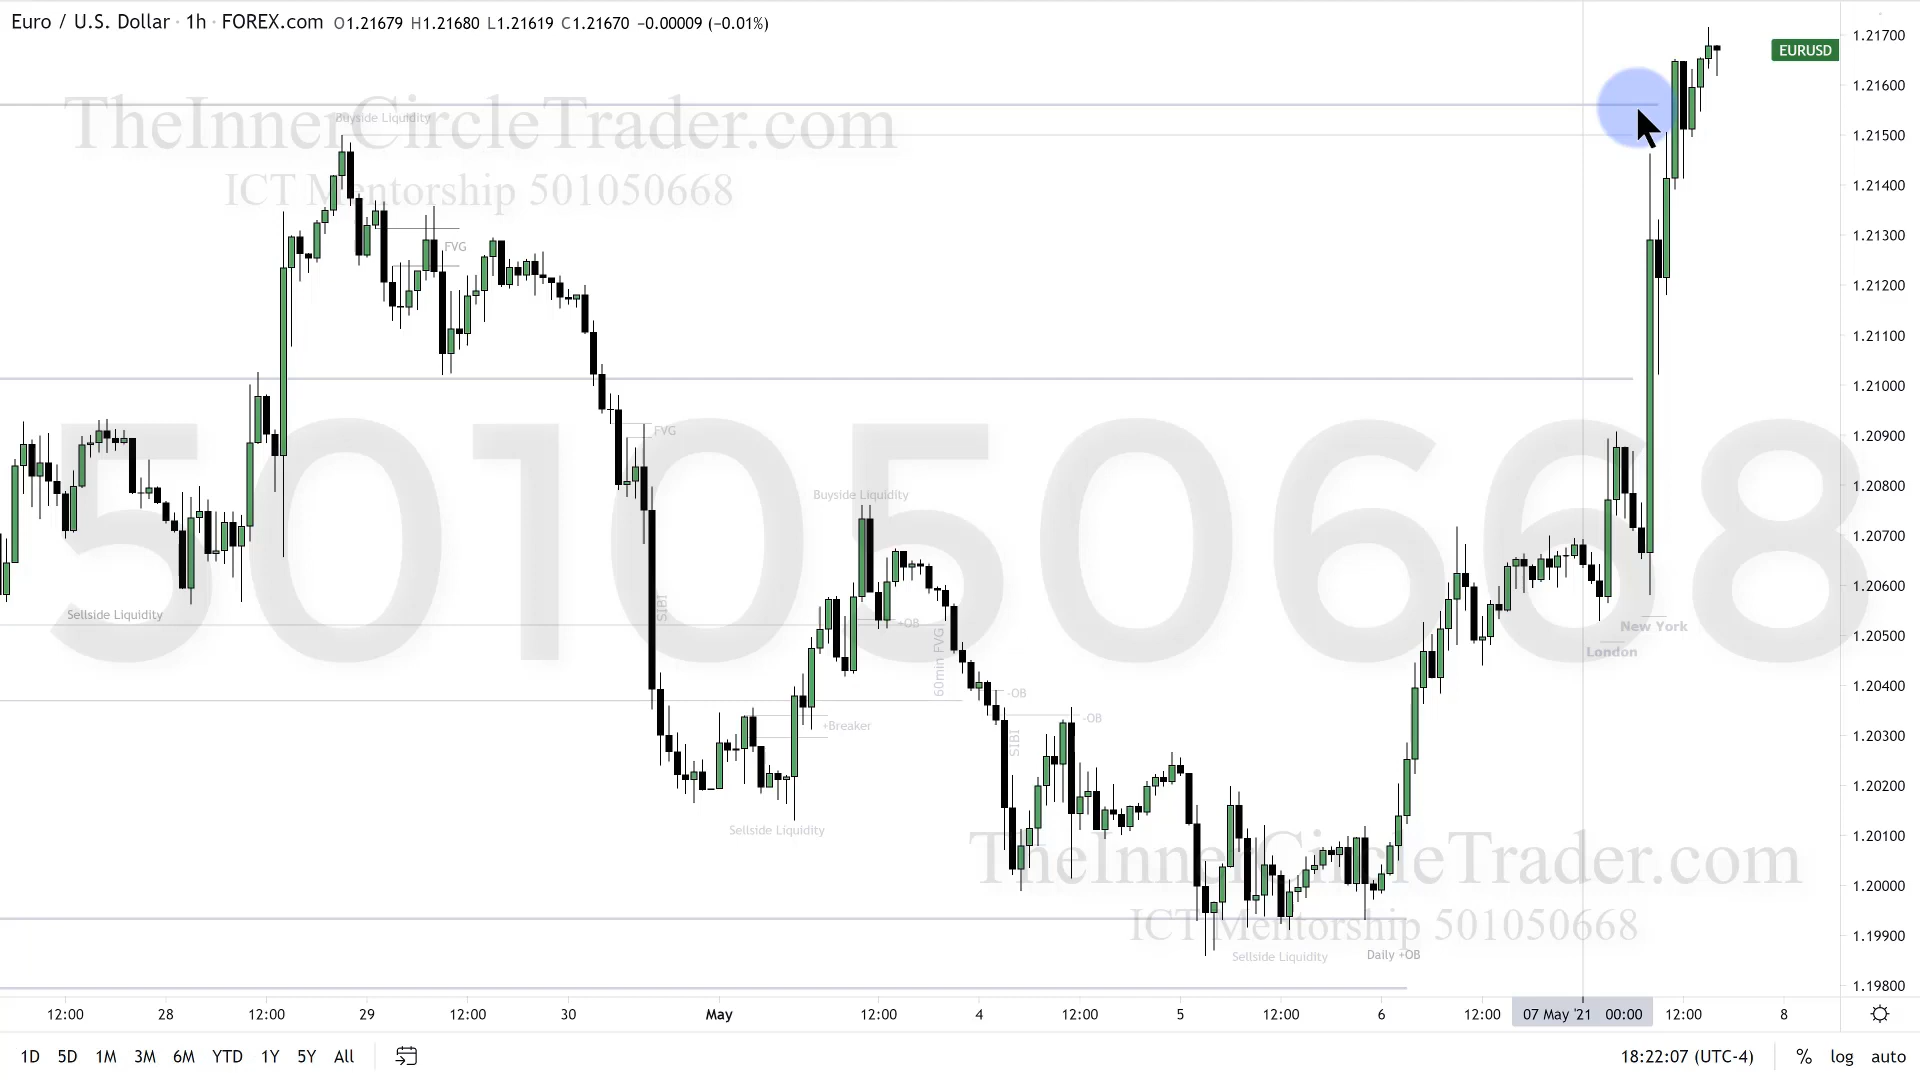 Euro / U.S. Dollar · 1h · FOREX.com O1.21679 H1.21680 L1.21619 C1.21670 −0.00009 (−0.01%)
1.21700
EURUSD
1.21600
TheInnerCircleTrader.com
Buyside Liquidity
1.21500
ICT Mentorship 501050668
1.21400
1.21300
FVG
1.21200
1.21100
1.21000
501050668
FVG
1.20900
Buyside Liquidity
1.20800
1.20700
1.20600
SIBI
Sellside Liquidity
+OB
New York
1.20500
London
60min FVG
1.20400
-OB
-OB
+Breaker
SIBI
1.20300
1.20200
Sellside Liquidity
1.20100
TheInnerCircleTrader.com
1.20000
ICT Mentorship 501050668
1.19900
Sellside Liquidity
Daily +OB
1.19800
12:00 28 12:00 29 12:00 30 May 12:00 4 12:00 5 12:00 6 12:00 07 May '21 00:00 12:00 8
1D 5D 1M 3M 6M YTD 1Y 5Y All 18:22:07 (UTC-4) % log auto